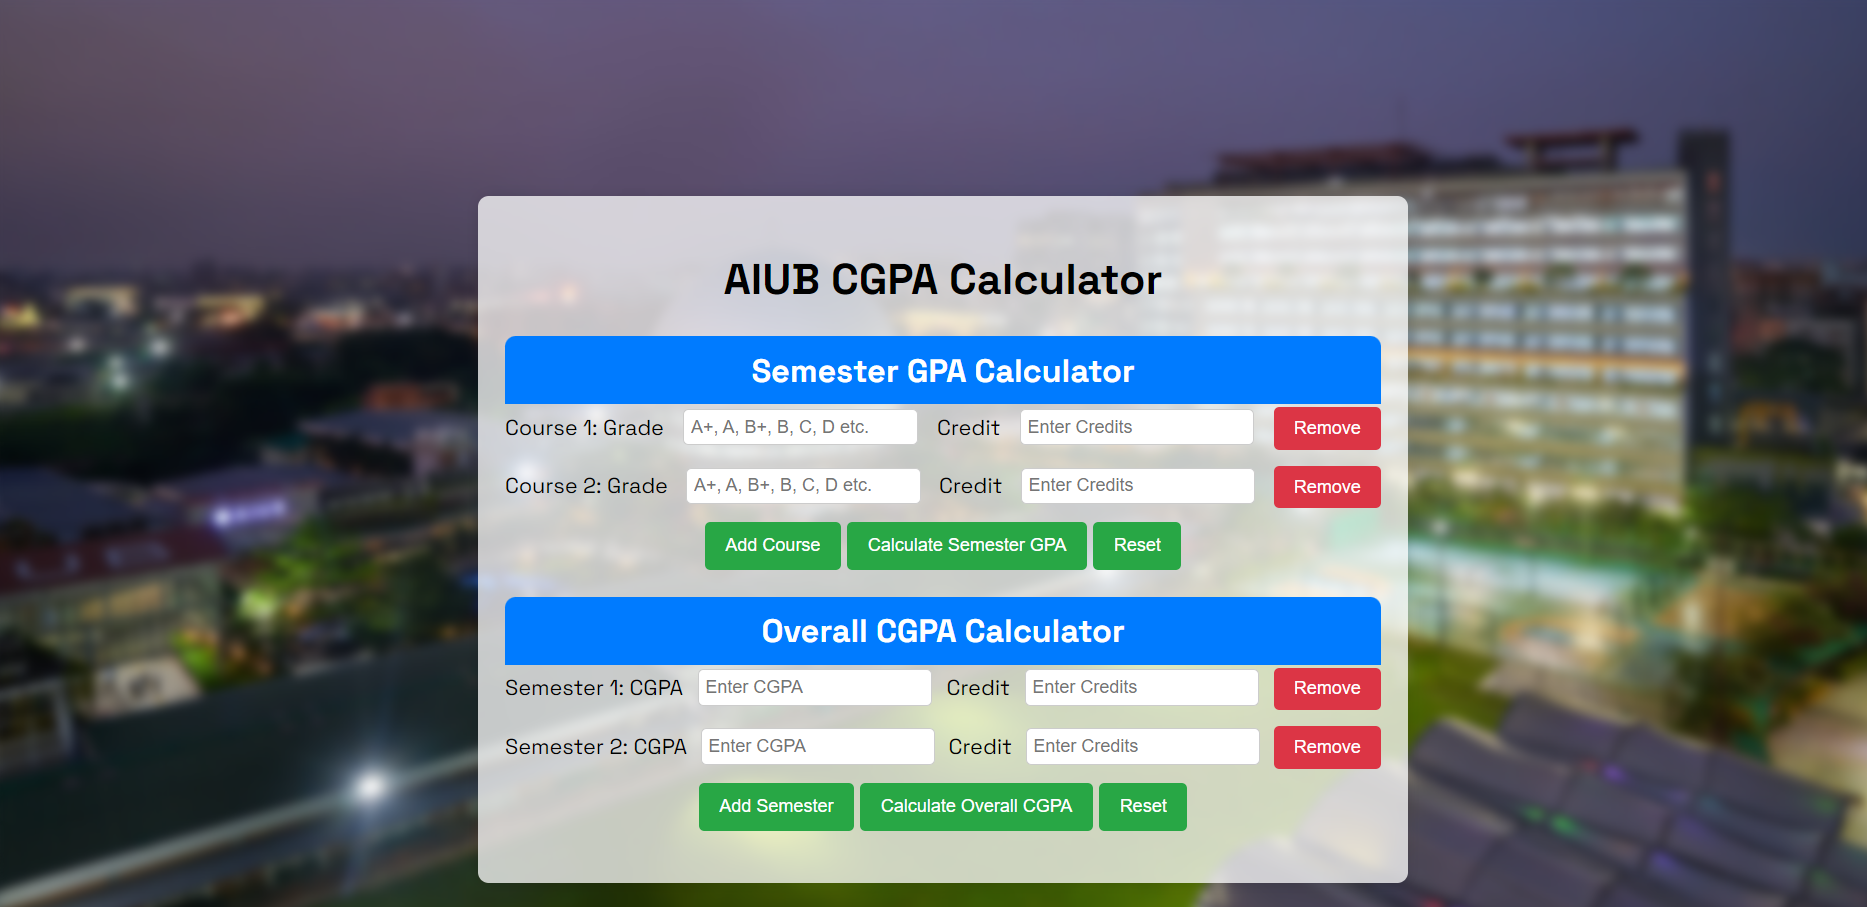 AIUB CGPA Calculator
Semester GPA Calculator
Course 1: Grade A+, A, B+, B, C, D etc. Credit Enter Credits Remove
Course 2: Grade A+, A, B+, B, C, D etc. Credit Enter Credits Remove
Add Course Calculate Semester GPA Reset
Overall CGPA Calculator
Semester 1: CGPA Enter CGPA Credit Enter Credits Remove
Semester 2: CGPA Enter CGPA Credit Enter Credits Remove
Add Semester Calculate Overall CGPA Reset